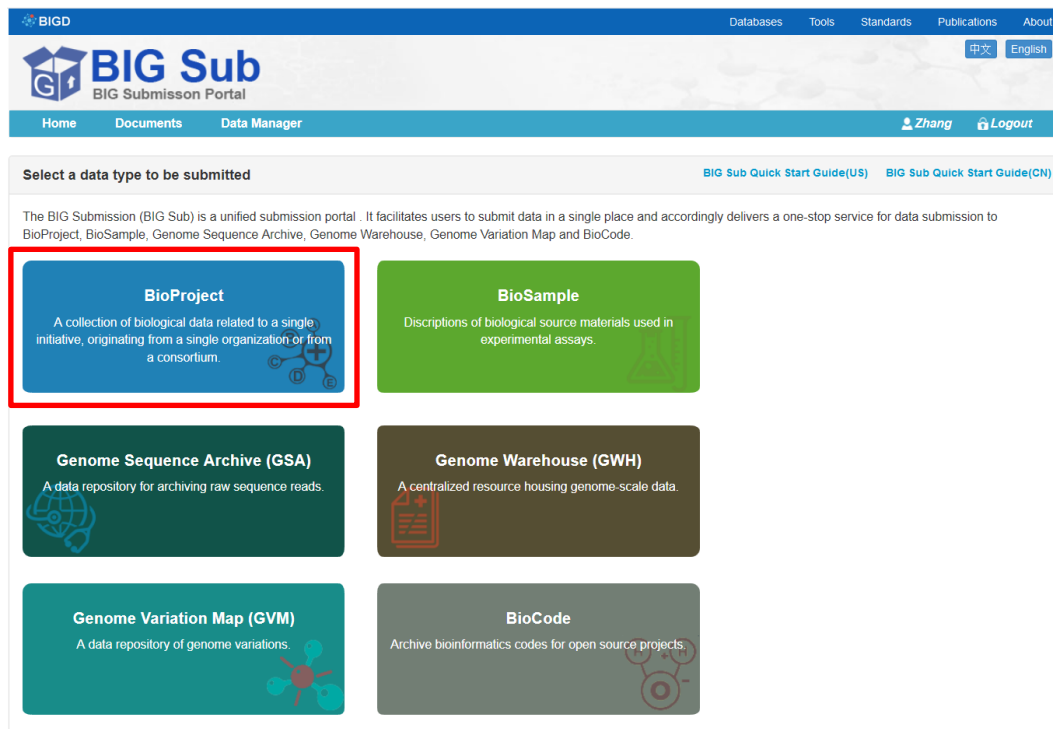 BIGD
Databases Tools Standards Publications About
中文 English
G
BIG Sub
BIG Submisson Portal
Home Documents Data Manager Zhang Logout
Select a data type to be submitted BIG Sub Quick Start Guide(US) BIG Sub Quick Start Guide(CN)
The BIG Submission (BIG Sub) is a unified submission portal . It facilitates users to submit data in a single place and accordingly delivers a one-stop service for data submission to
BioProject, BioSample, Genome Sequence Archive, Genome Warehouse, Genome Variation Map and BioCode.
BioProject
A collection of biological data related to a single
initiative, originating from a single organization or from
a consortium.
C D E
BioSample
Discriptions of biological source materials used in
experimental assays.
Genome Sequence Archive (GSA)
A data repository for archiving raw sequence reads.
Genome Warehouse (GWH)
A centralized resource housing genome-scale data.
Genome Variation Map (GVM)
A data repository of genome variations.
BioCode
Archive bioinformatics codes for open source projects.
H + H
O -